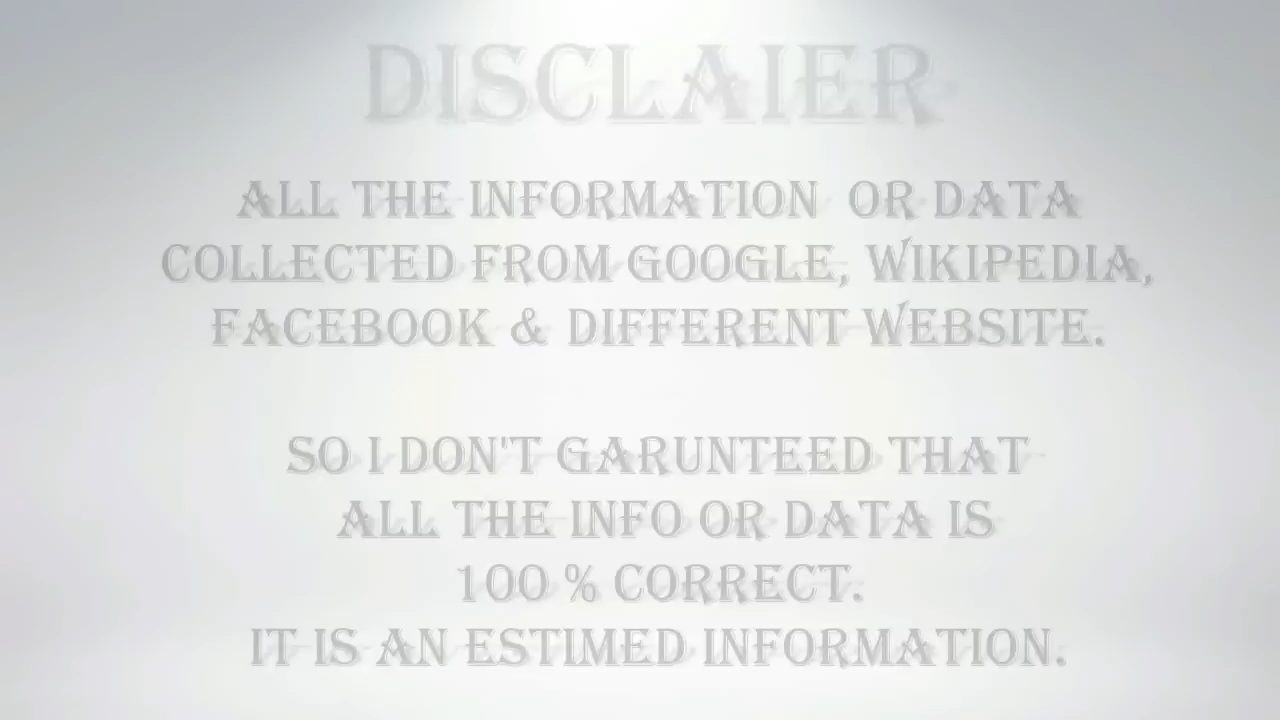 DISCLAIER
ALL THE INFORMATION OR DATA
COLLECTED FROM GOOGLE, WIKIPEDIA,
FACEBOOK & DIFFERENT WEBSITE.
SO I DON'T GARUNTEED THAT
ALL THE INFO OR DATA IS
100 % CORRECT.
IT IS AN ESTIMED INFORMATION.